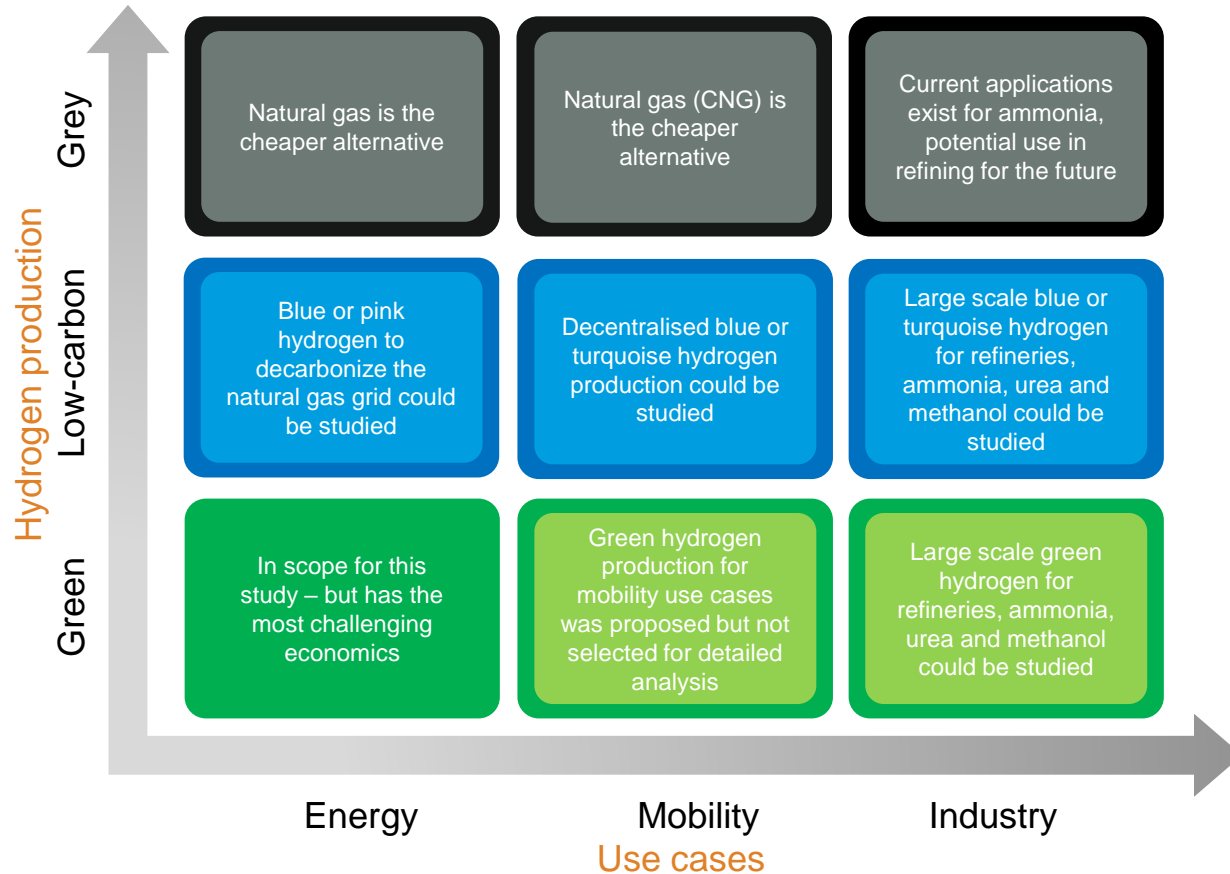 Hydrogen production
Grey
Natural gas is the
cheaper alternative
Natural gas (CNG) is
the cheaper
alternative
Current applications
exist for ammonia,
potential use in
refining for the future
Low-carbon
Blue or pink
hydrogen to
decarbonize the
natural gas grid could
be studied
Decentralised blue or
turquoise hydrogen
production could be
studied
Large scale blue or
turquoise hydrogen
for refineries,
ammonia, urea and
methanol could be
studied
Green
In scope for this
study – but has the
most challenging
economics
Green hydrogen
production for
mobility use cases
was proposed but not
selected for detailed
analysis
Large scale green
hydrogen for
refineries, ammonia,
urea and methanol
could be studied
Energy
Mobility
Industry
Use cases